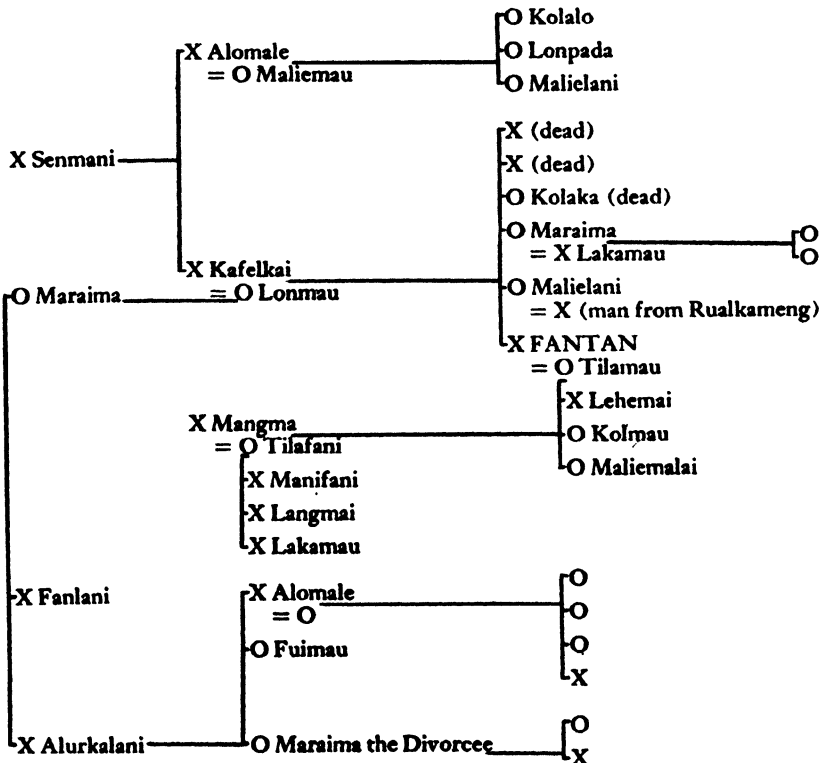 O Kolalo
X Alomale
O Lonpada
= O Maliemau
O Malielani
X (dead)
X Senmani
X (dead)
O Kolaka (dead)
O Maraima
O
= X Lakamau
O
X Kafelkai
O Maraima
= O Lonmau
O Malielani
= X (man from Rualkameng)
X FANTAN
= O Tilamau
X Lehemai
X Mangma
O Kolmau
= O Tilafani
O Maliemalai
X Manifani
X Langmai
X Lakamau
O
X Fanlani
X Alomale
= O
O
O Fuimau
O
X
O
X Alurkalani
O Maraima the Divorcee
X